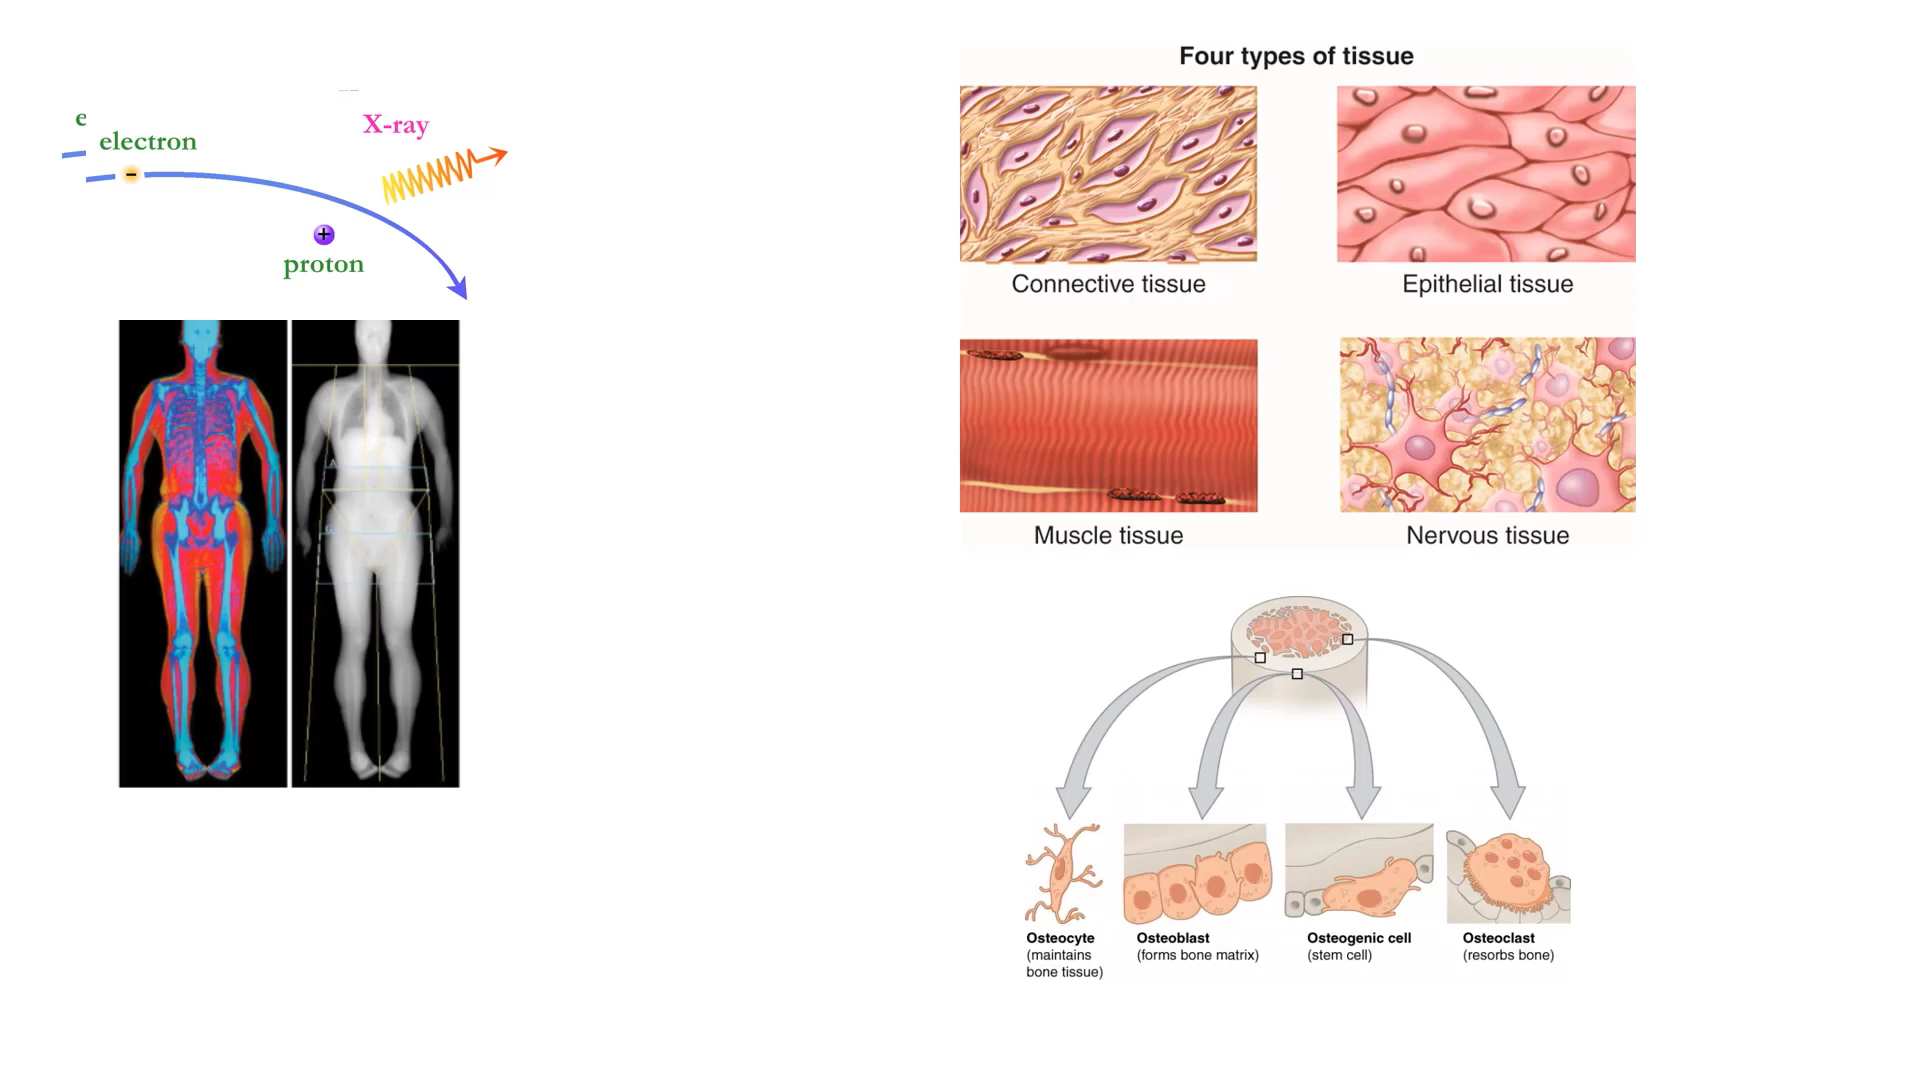 e
electron
X-ray
−
+
proton
A
G
Four types of tissue
Connective tissue
Epithelial tissue
Muscle tissue
Nervous tissue
Osteocyte
(maintains
bone tissue)
Osteoblast
(forms bone matrix)
Osteogenic cell
(stem cell)
Osteoclast
(resorbs bone)